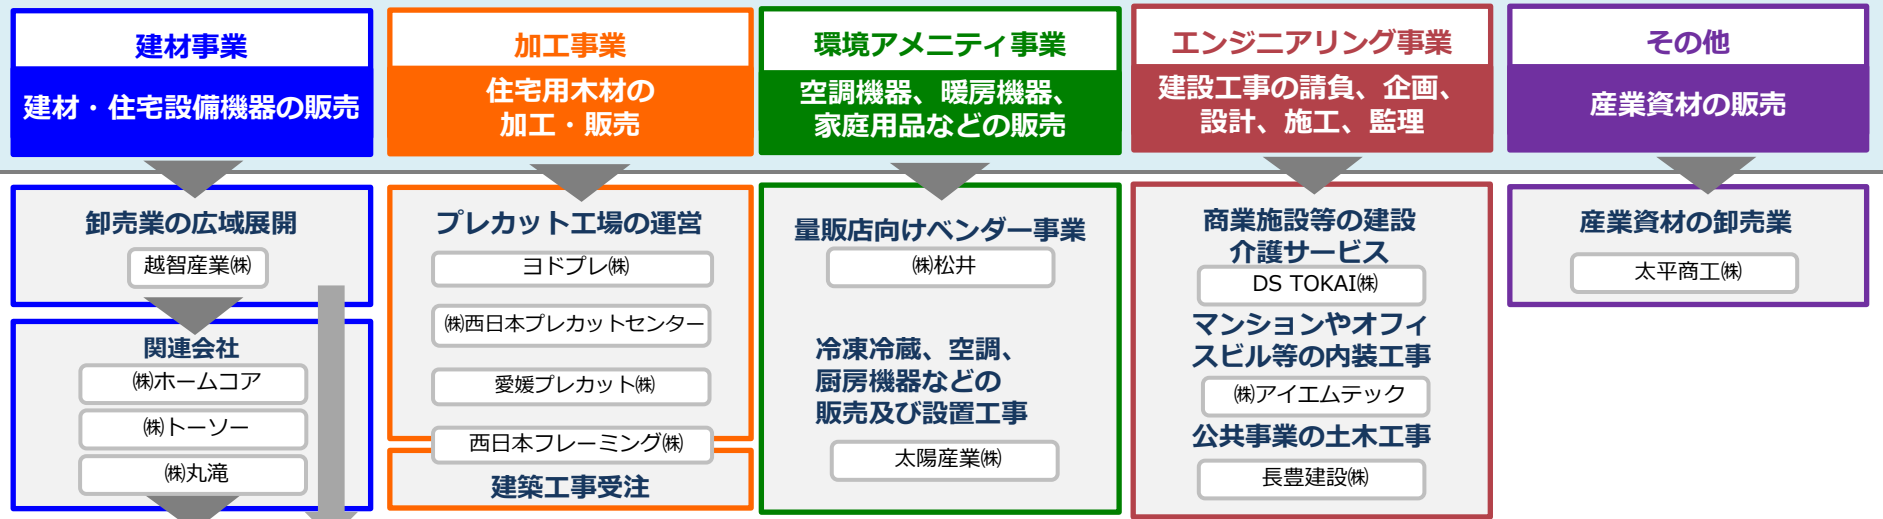 建材事業
建材・住宅設備機器の販売
卸売業の広域展開
越智産業㈱
関連会社
㈱ホームコア
㈱トーソー
㈱丸滝
加工事業
住宅用木材の
加工・販売
プレカット工場の運営
ヨドプレ㈱
㈱西日本プレカットセンター
愛媛プレカット㈱
西日本フレーミング㈱
建築工事受注
環境アメニティ事業
空調機器、暖房機器、
家庭用品などの販売
量販店向けベンダー事業
㈱松井
冷凍冷蔵、空調、
厨房機器などの
販売及び設置工事
太陽産業㈱
エンジニアリング事業
建設工事の請負、企画、
設計、施工、監理
商業施設等の建設
介護サービス
DS TOKAI㈱
マンションやオフィ
スビル等の内装工事
㈱アイエムテック
公共事業の土木工事
長豊建設㈱
その他
産業資材の販売
産業資材の卸売業
太平商工㈱